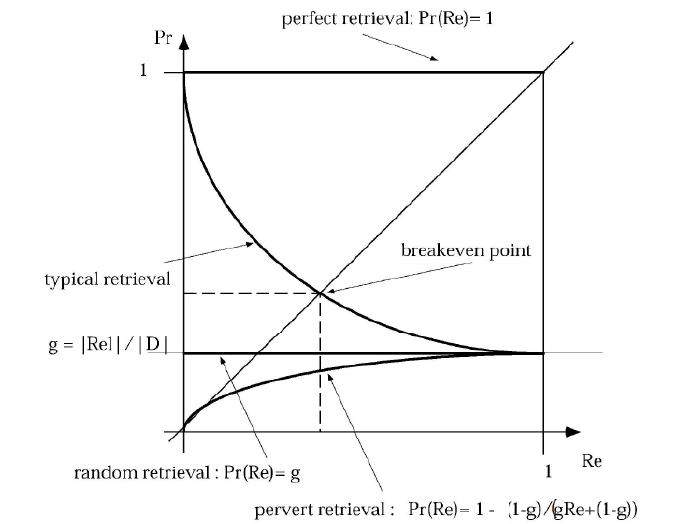 perfect retrieval: Pr(Re)= 1
Pr
1
breakeven point
typical retrieval
g = |Rel|/|D|
Re
random retrieval : Pr(Re)= g
1
pervert retrieval : Pr(Re)= 1 - (1-g)/(gRe+(1-g))